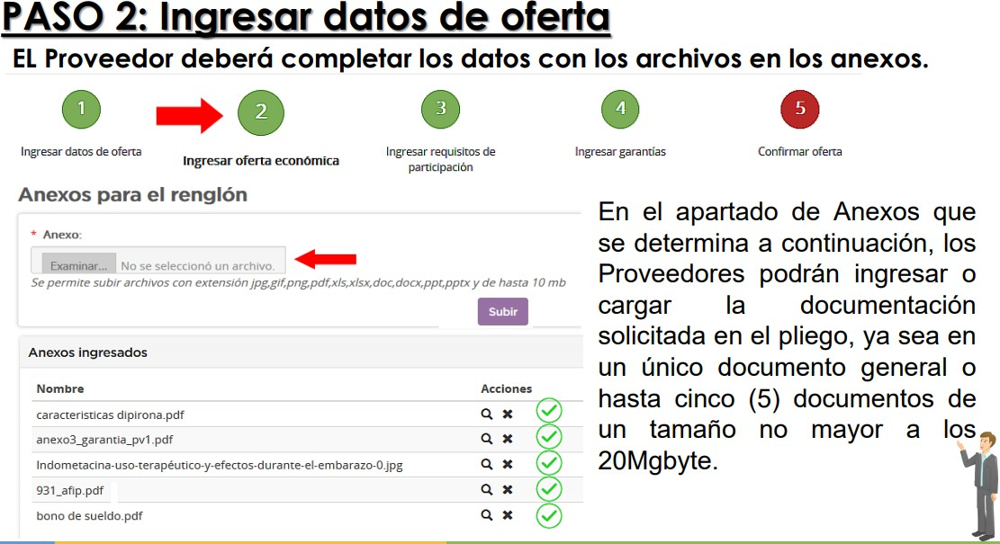 PASO 2: Ingresar datos de oferta
EL Proveedor deberá completar los datos con los archivos en los anexos.
1
2
3
4
5
Ingresar datos de oferta
Ingresar oferta económica
Ingresar requisitos de
participación
Ingresar garantías
Confirmar oferta
Anexos para el renglón
* Anexo:
Examinar... No se seleccionó un archivo.
Se permite subir archivos con extensión jpg,gif,png,pdf,xls,xlsx,doc,docx,ppt,pptx y de hasta 10 mb
Subir
Anexos ingresados
Nombre Acciones
caracteristicas dipirona.pdf
anexo3_garantia_pv1.pdf
Indometacina-uso-terapéutico-y-efectos-durante-el-embarazo-0.jpg
931_afip.pdf
bono de sueldo.pdf
En el apartado de Anexos que
se determina a continuación, los
Proveedores podrán ingresar o
cargar la documentación
solicitada en el pliego, ya sea en
un único documento general o
hasta cinco (5) documentos de
un tamaño no mayor a los
20Mgbyte.